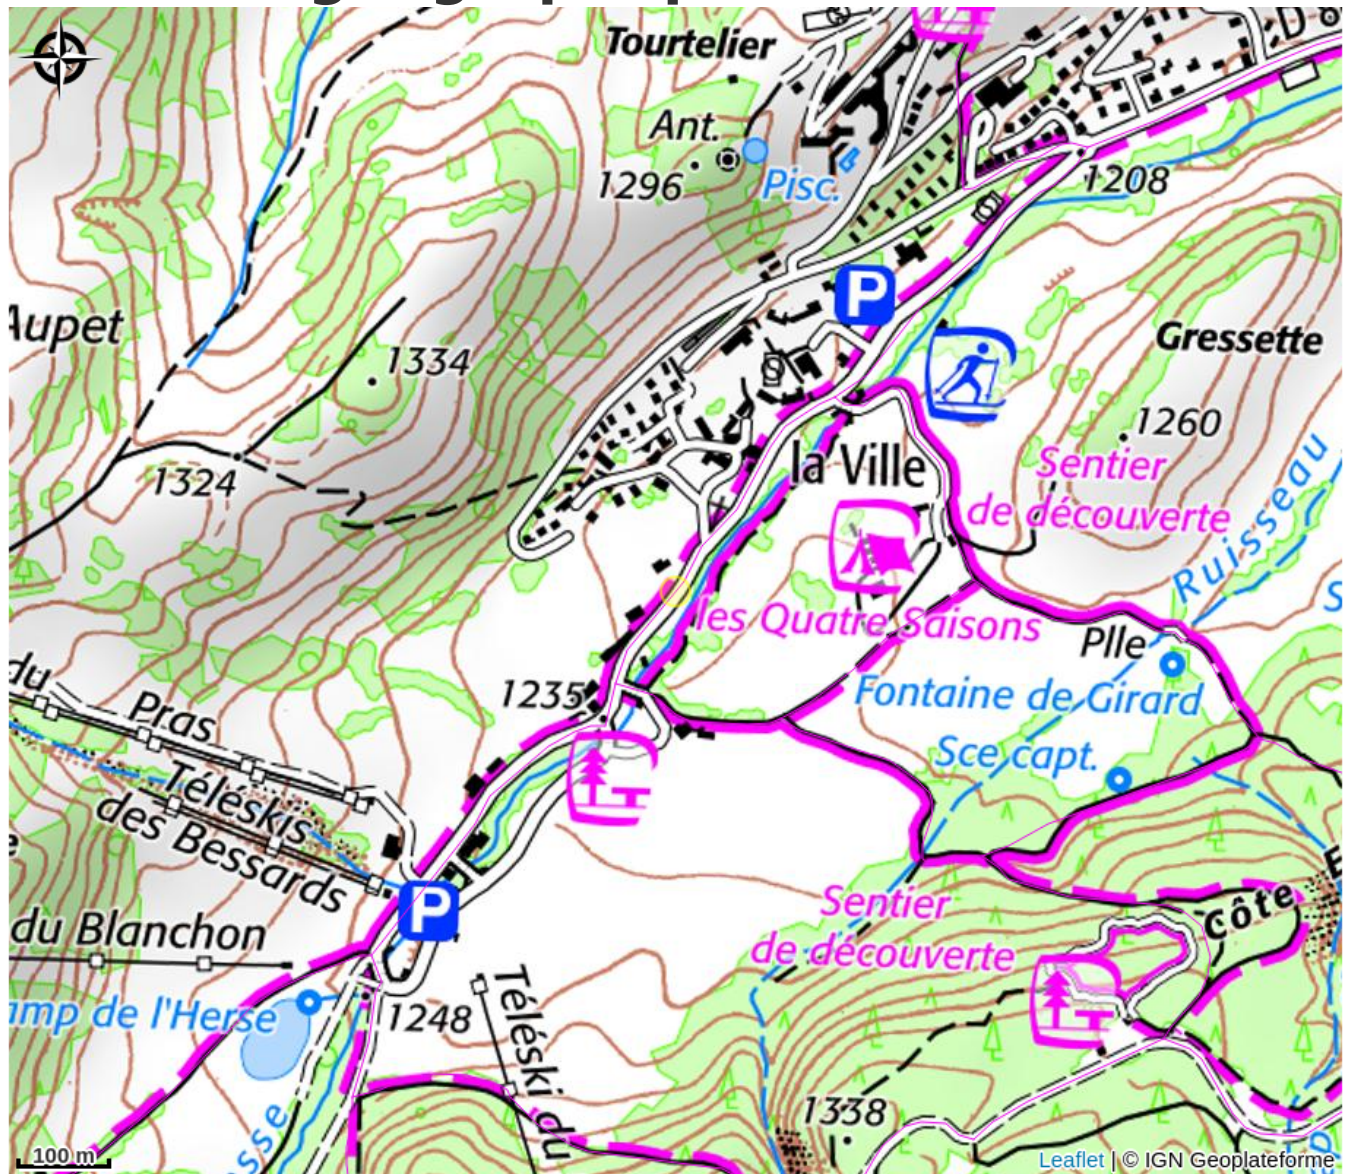 Tourtelier
Ant.
1296
Pisc.
1208
D
Aupet
1334
P
Gressette
1260
1324
la Ville
Sentier
de découverte
Ruisseau
les Quatre Saisons
Plle
1235
Fontaine de Girard
Sce capt.
du
Pras
Téléskis
des Bessards
P
du Blanchon
Sentier
de découverte
Côte
amp de l'Herse
1248
Téléski du
1338
100 m
Leaflet | © IGN Geoplateforme